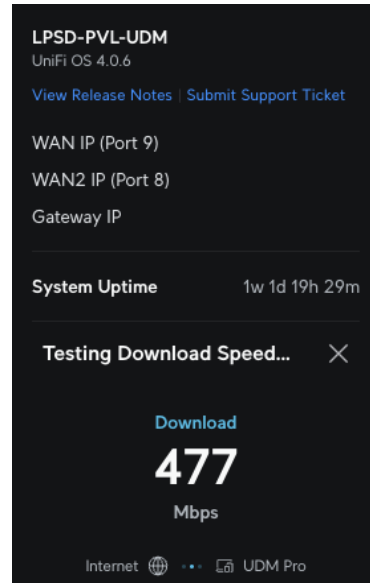 LPSD-PVL-UDM
UniFi OS 4.0.6
View Release Notes | Submit Support Ticket
WAN IP (Port 9)
WAN2 IP (Port 8)
Gateway IP
System Uptime 1w 1d 19h 29m
Testing Download Speed...
Download
477
Mbps
Internet UDM Pro